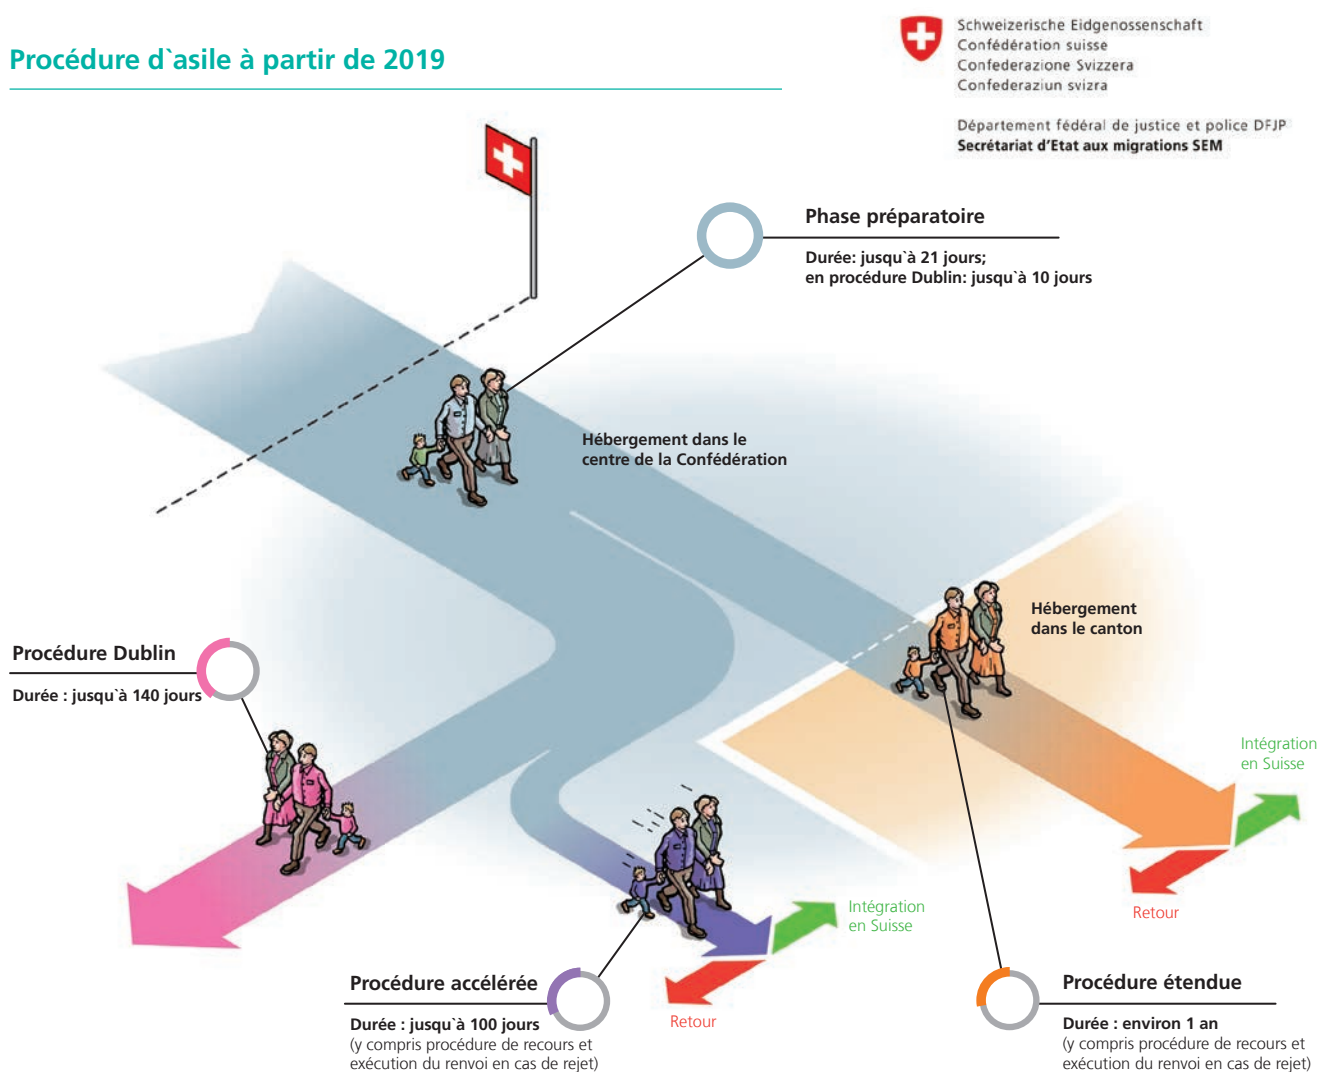 Procédure d`asile à partir de 2019
Schweizerische Eidgenossenschaft
Confédération suisse
Confederazione Svizzera
Confederaziun svizra
Département fédéral de justice et police DFJP
Secrétariat d'Etat aux migrations SEM
Phase préparatoire
Durée: jusqu`à 21 jours;
en procédure Dublin: jusqu`à 10 jours
Hébergement dans le
centre de la Confédération
Hébergement
dans le canton
Procédure Dublin
Durée : jusqu`à 140 jours
Intégration
en Suisse
Retour
Intégration
en Suisse
Retour
Procédure accélérée
Durée : jusqu`à 100 jours
(y compris procédure de recours et
exécution du renvoi en cas de rejet)
Procédure étendue
Durée : environ 1 an
(y compris procédure de recours et
exécution du renvoi en cas de rejet)